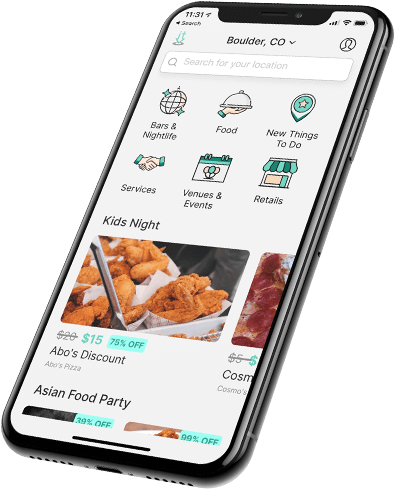 11:31
Search
Boulder, CO
Search for your location
Bars &
Nightlife
Food
New Things
To Do
Services
Venues &
Events
Retails
Kids Night
$20 $15 75% OFF
$5
Abo's Discount
Cosm
Abo's Pizza
Cosmo's
Asian Food Party
39% OFF
99% OFF